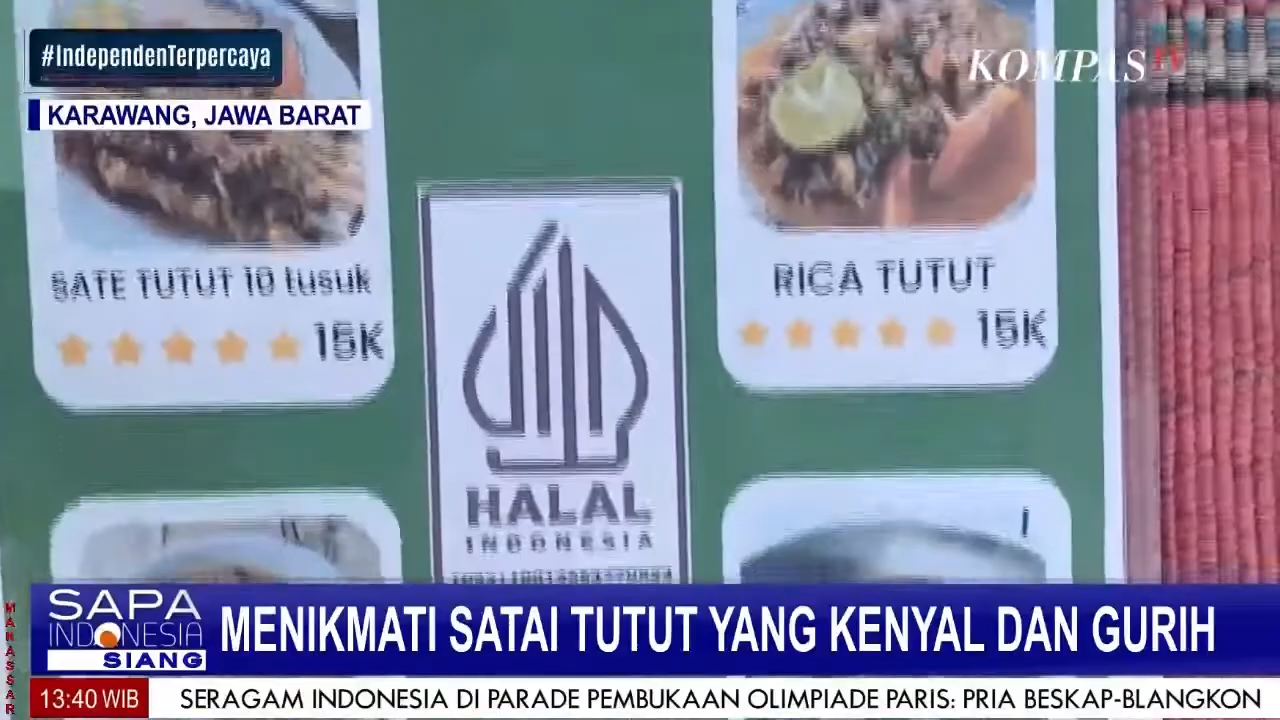 #IndependenTerpercaya
KOMPAS TV
KARAWANG, JAWA BARAT
SATE TUTUT 10 tusuk
15K
RICA TUTUT
15K
HALAL
INDONESIA
SAPA
INDONESIA
SIANG
MENIKMATI SATAI TUTUT YANG KENYAL DAN GURIH
MAKASSAR
13:40 WIB
SERAGAM INDONESIA DI PARADE PEMBUKAAN OLIMPIADE PARIS: PRIA BESKAP-BLANGKON